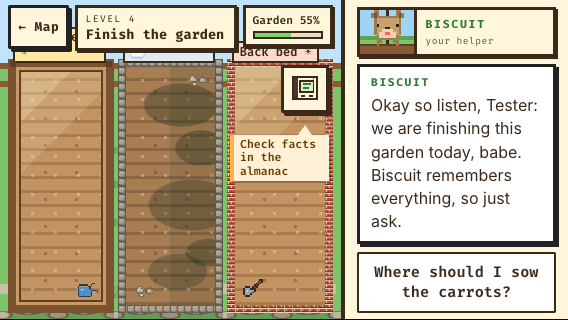 ← Map
LEVEL 4
Finish the garden
Garden 55%
Back bed ☀
Check facts
in the
almanac
BISCUIT
your helper
BISCUIT
Okay so listen, Tester:
we are finishing this
garden today, babe.
Biscuit remembers
everything, so just
ask.
Where should I sow
the carrots?